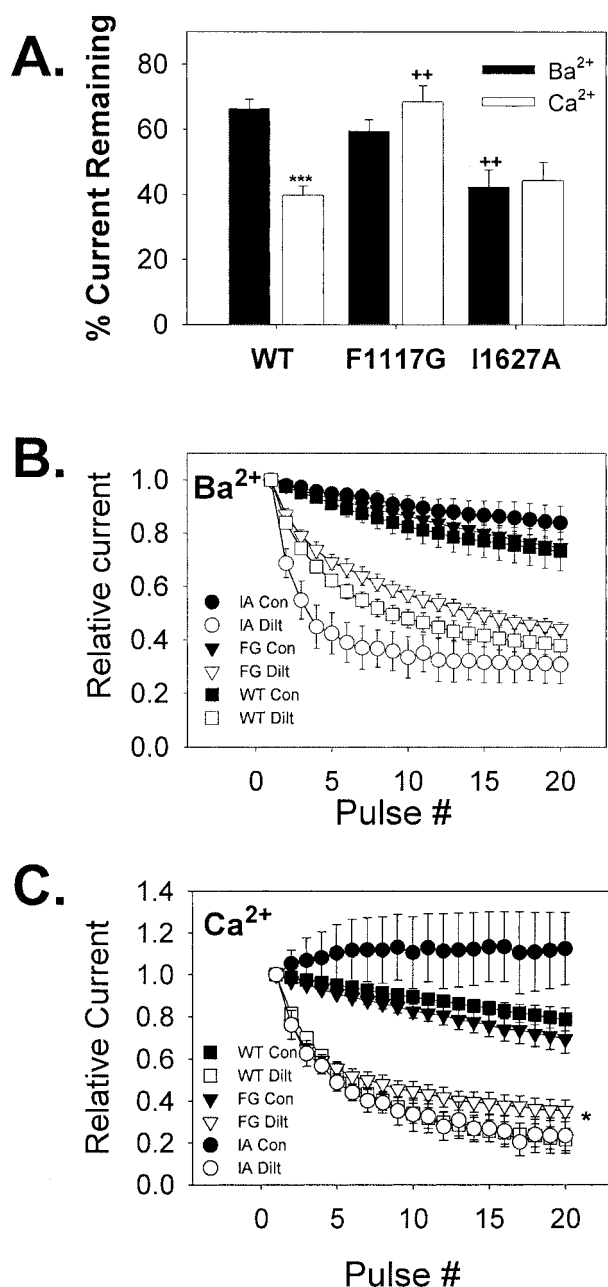 A.
% Current Remaining
80
60
40
20
0
***
++
++
Ba2+
Ca2+
WT
F1117G
I1627A
B.
Ba2+
Relative current
1.0
0.8
0.6
0.4
0.2
0.0
IA Con
IA Dilt
FG Con
FG Dilt
WT Con
WT Dilt
0
5
10
15
20
Pulse #
C.
Ca2+
Relative Current
1.4
1.2
1.0
0.8
0.6
0.4
0.2
0.0
WT Con
WT Dilt
FG Con
FG Dilt
IA Con
IA Dilt
*
0
5
10
15
20
Pulse #